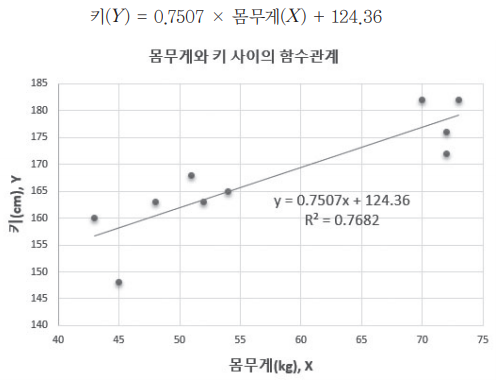 키(Y) = 0.7507 × 몸무게(X) + 124.36
몸무게와 키 사이의 함수관계
185
180
175
170
165
160
155
150
145
140
키(cm), Y
y = 0.7507x + 124.36
R² = 0.7682
40 45 50 55 60 65 70 75
몸무게(kg), X